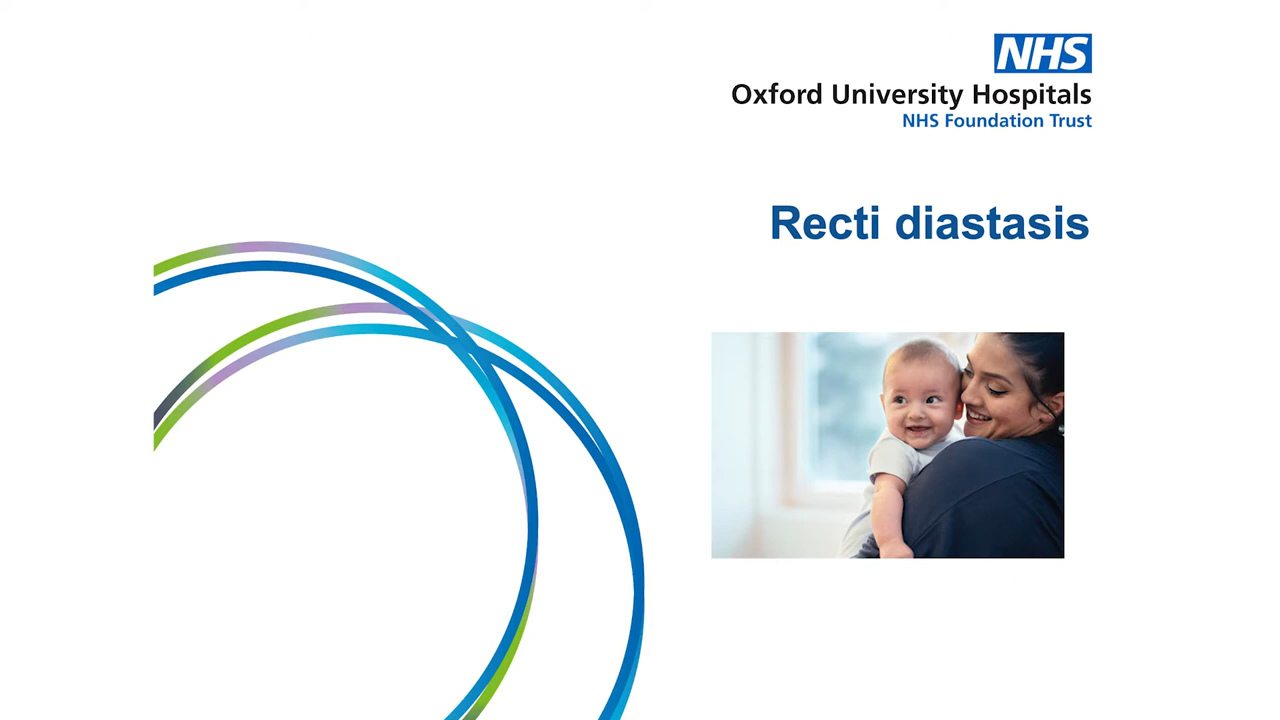 NHS
Oxford University Hospitals
NHS Foundation Trust
Recti diastasis